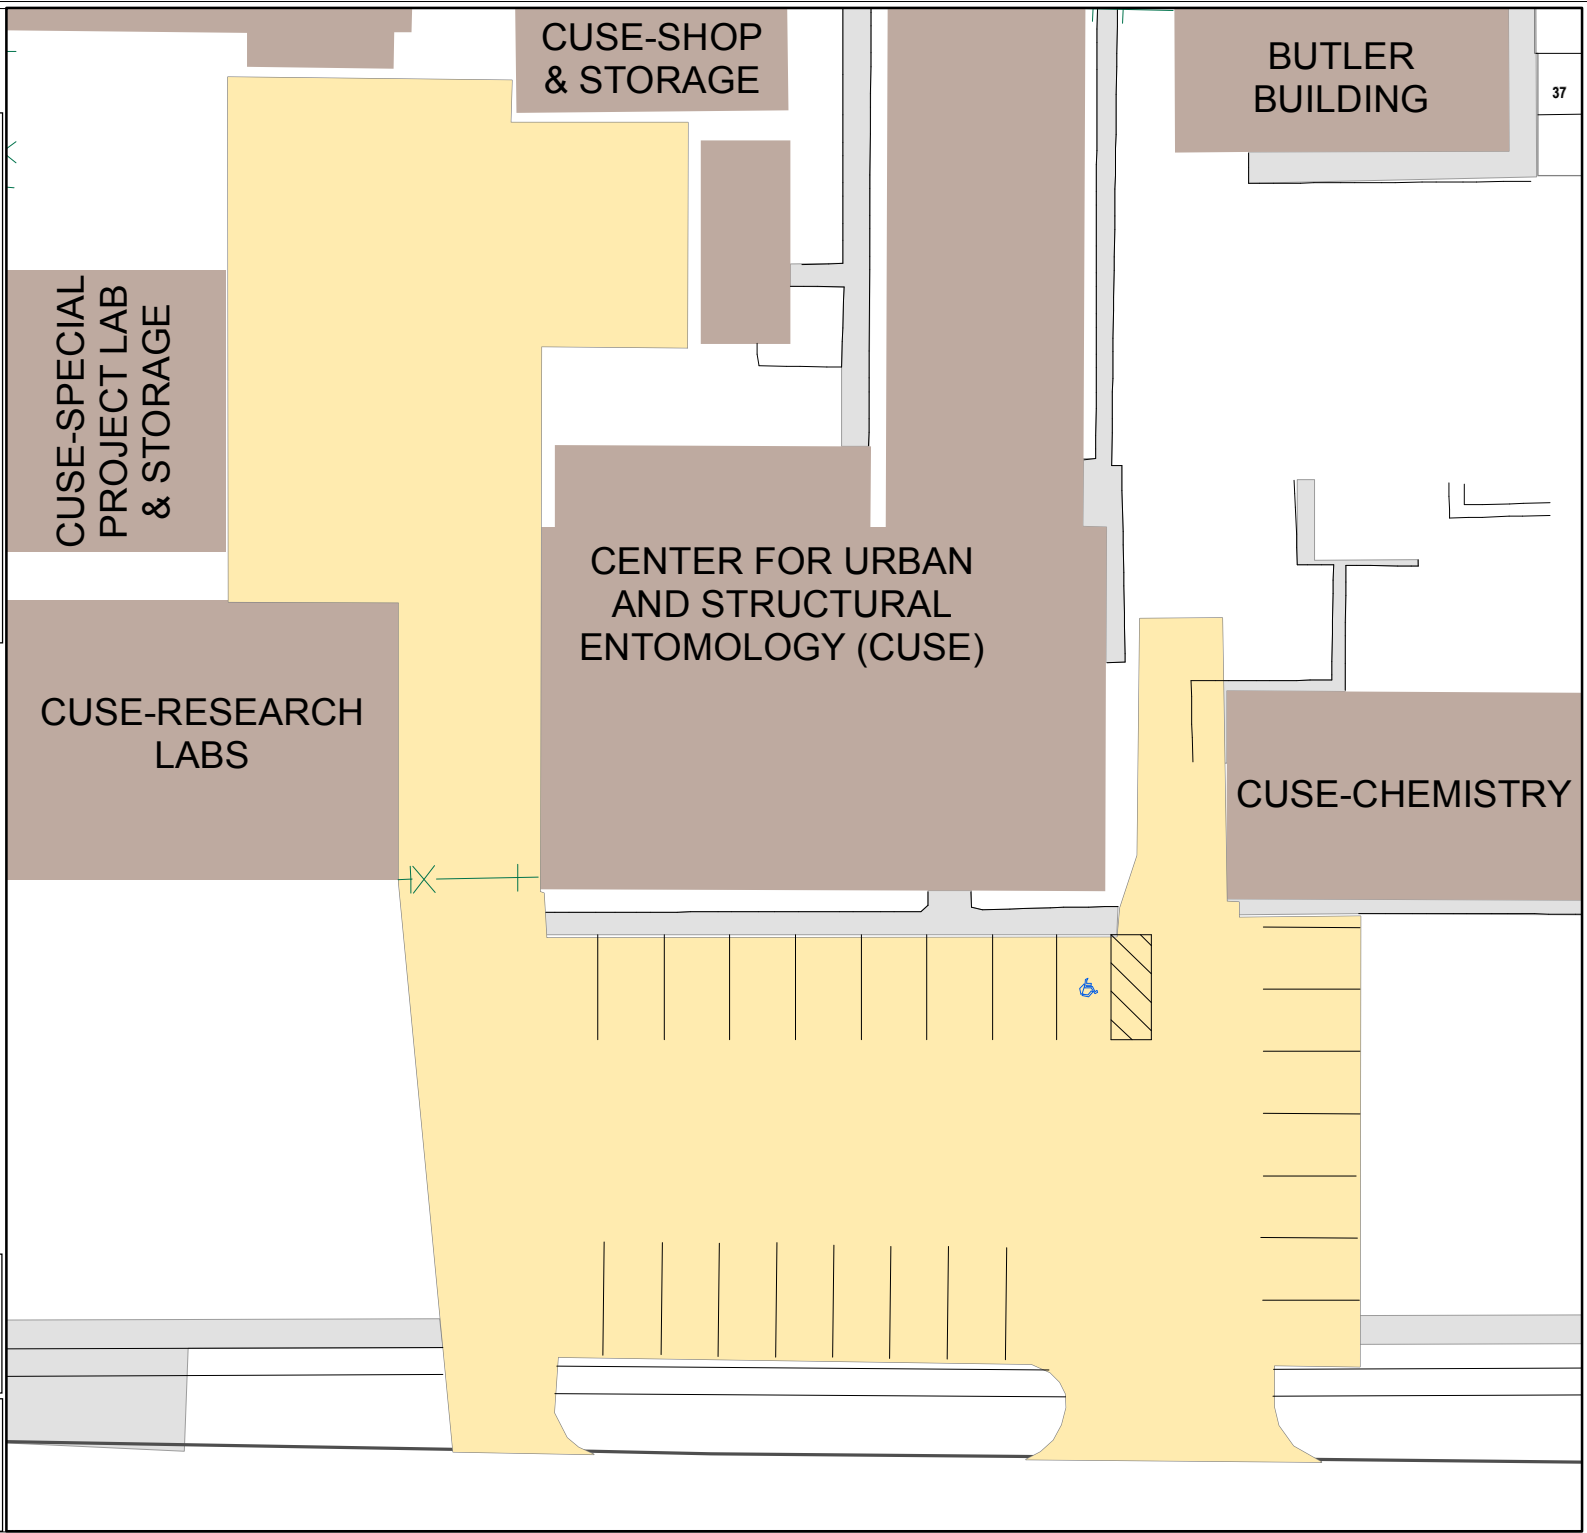 CUSE-SHOP
& STORAGE
BUTLER
BUILDING
37
CUSE-SPECIAL
PROJECT LAB
& STORAGE
CENTER FOR URBAN
AND STRUCTURAL
ENTOMOLOGY (CUSE)
CUSE-RESEARCH
LABS
CUSE-CHEMISTRY